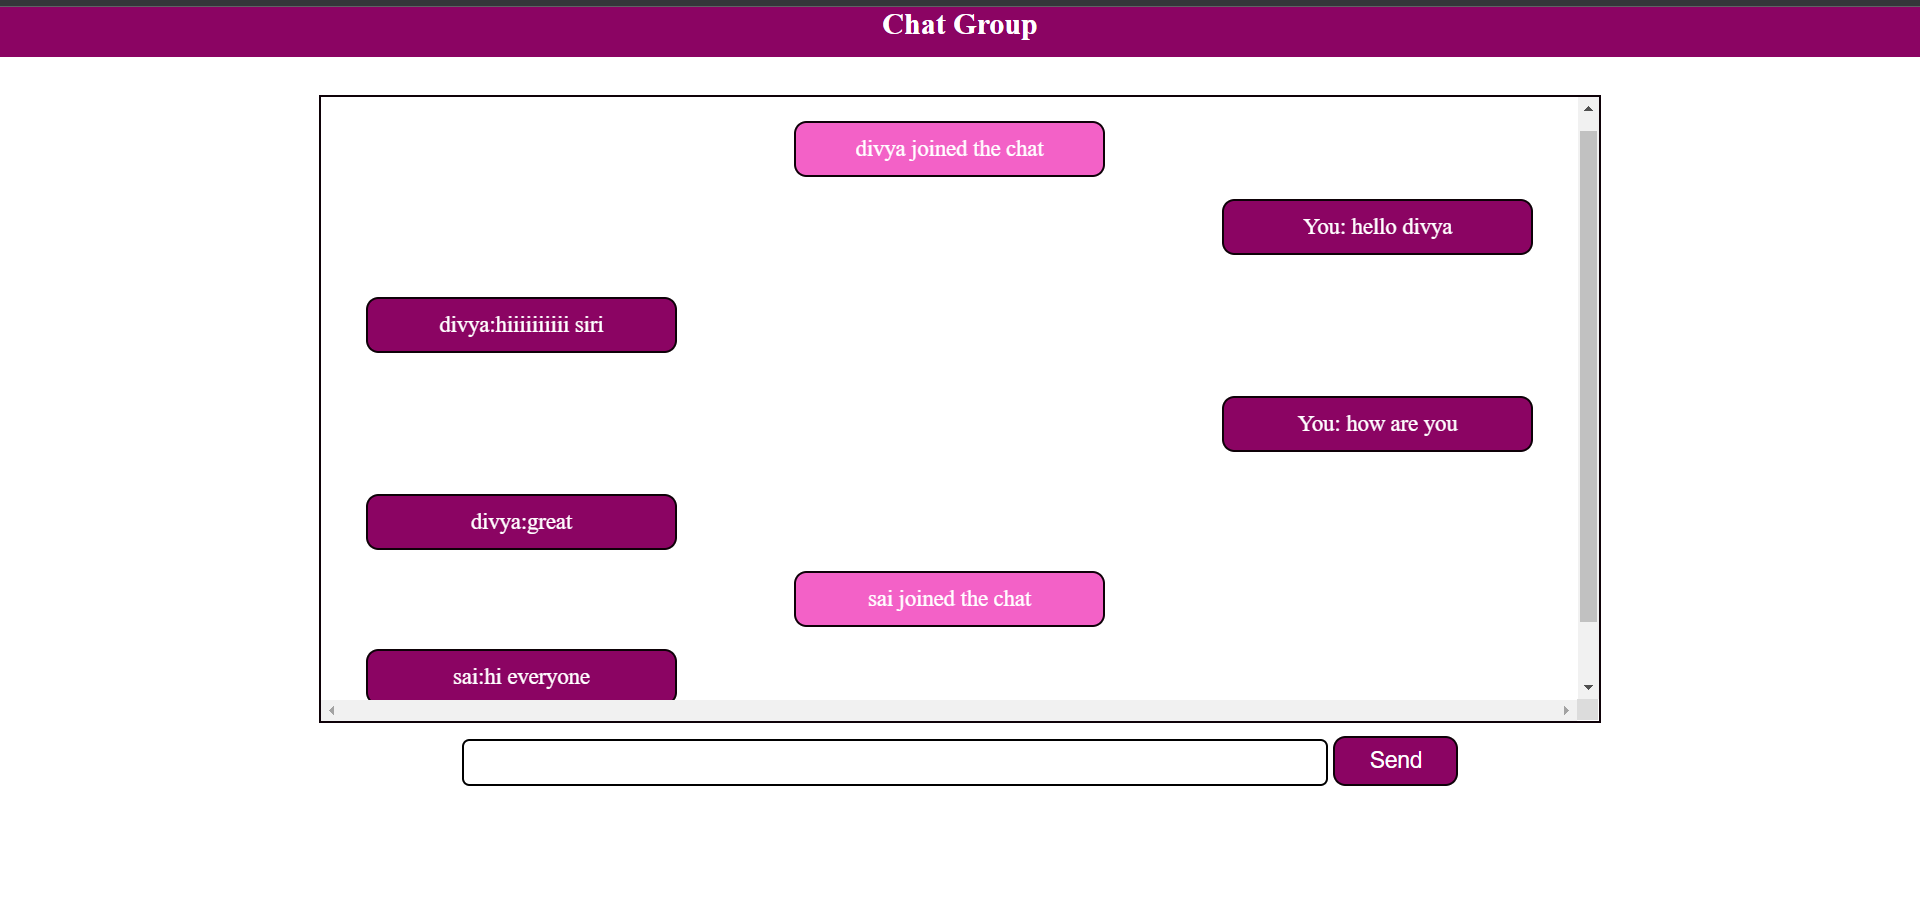 Chat Group
divya joined the chat
You: hello divya
divya:hiiiiiiiiii siri
You: how are you
divya:great
sai joined the chat
sai:hi everyone
Send